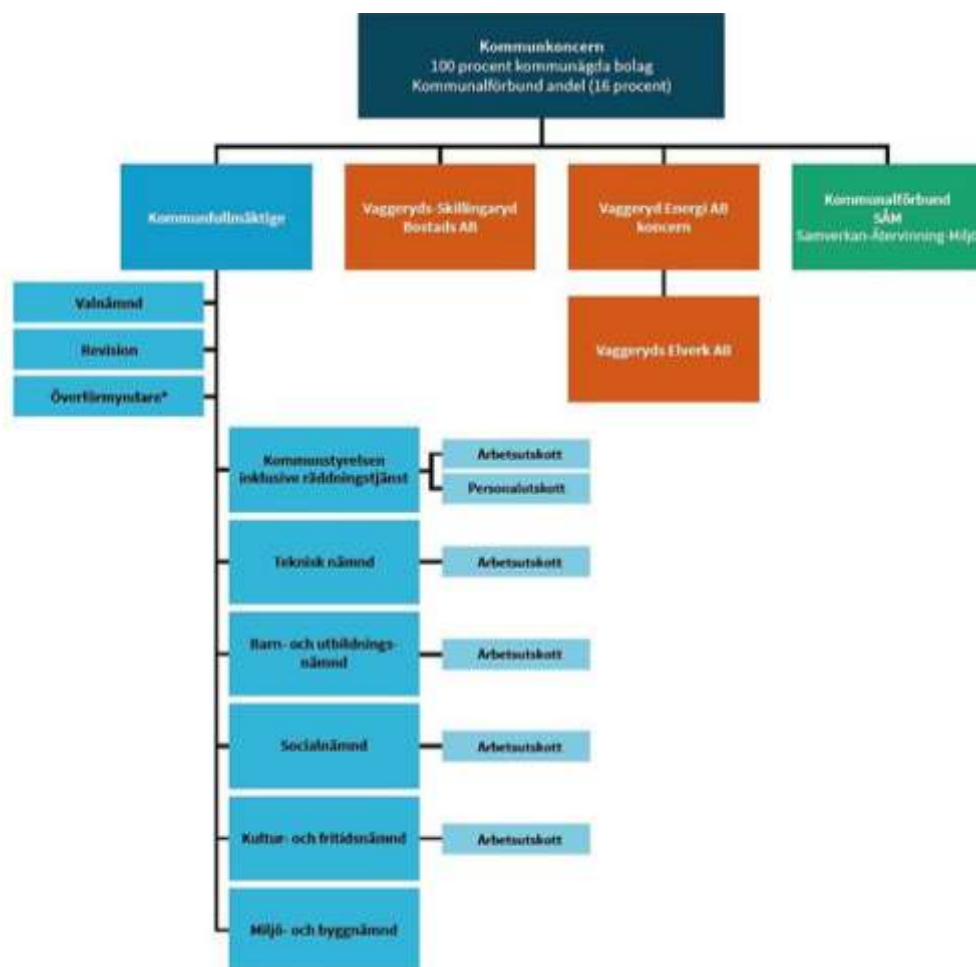 Kommunkoncern
100 procent kommunägda bolag
Kommunalförbund andel (16 procent)
Kommunfullmäktige
Vaggeryds-Skillingaryd
Bostads AB
Vaggeryd Energi AB
koncern
Kommunalförbund
SÅM
Samverkan-Återvinning-Miljö
Vaggeryds Elverk AB
Valnämnd
Revision
Överförmyndare*
Kommunstyrelsen
inklusive räddningstjänst
Arbetsutskott
Personalutskott
Teknisk nämnd
Arbetsutskott
Barn- och utbildnings-
nämnd
Arbetsutskott
Socialnämnd
Arbetsutskott
Kultur- och fritidsnämnd
Arbetsutskott
Miljö- och byggnämnd